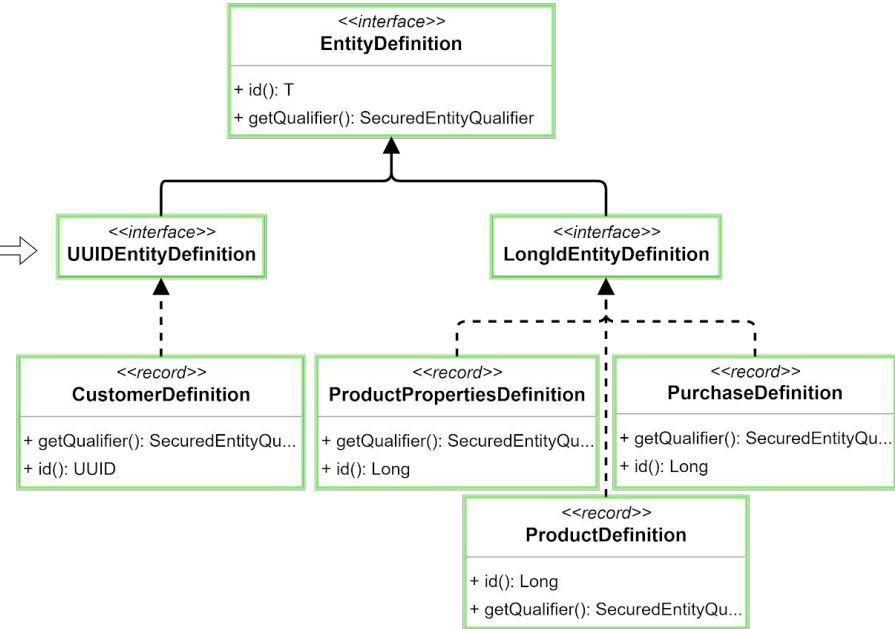 <<interface>>
EntityDefinition
+ id(): T
+ getQualifier(): SecuredEntityQualifier
<<interface>>
UUIDEntityDefinition
<<interface>>
LongIdEntityDefinition
<<record>>
CustomerDefinition
+ getQualifier(): SecuredEntityQu...
+ id(): UUID
<<record>>
ProductPropertiesDefinition
+ getQualifier(): SecuredEntityQu...
+ id(): Long
<<record>>
PurchaseDefinition
+ getQualifier(): SecuredEntityQu...
+ id(): Long
<<record>>
ProductDefinition
+ id(): Long
+ getQualifier(): SecuredEntityQu...